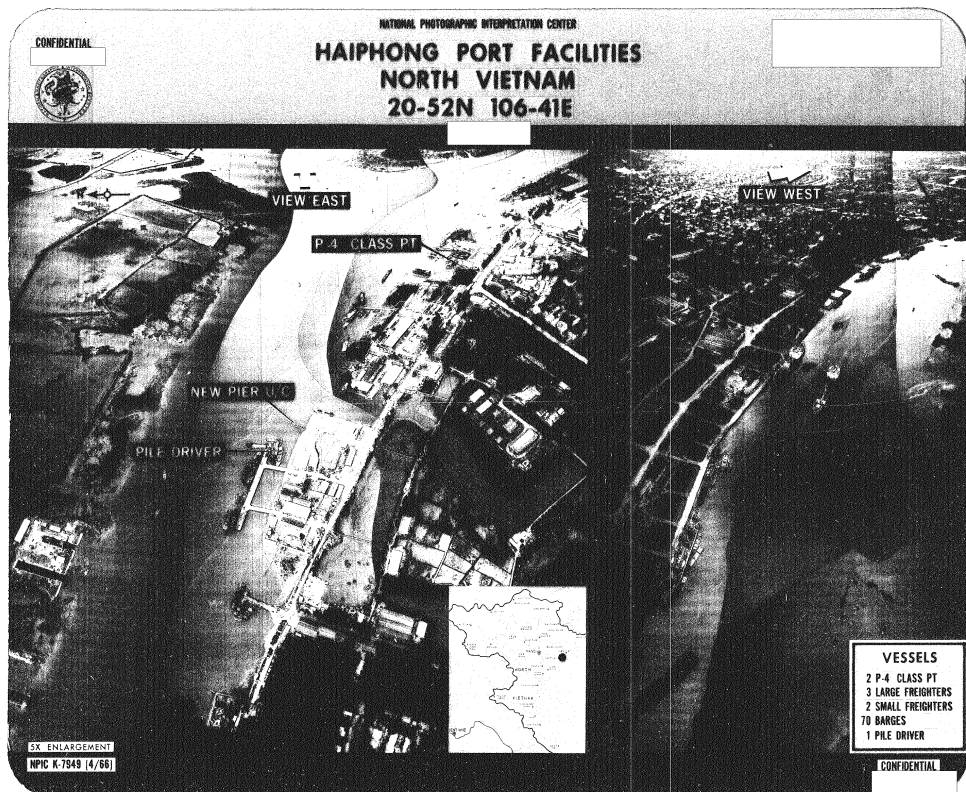 NATIONAL PHOTOGRAPHIC INTERPRETATION CENTER
CONFIDENTIAL
HAIPHONG PORT FACILITIES
NORTH VIETNAM
20-52N 106-41E
N
VIEW EAST
P-4 CLASS PT
NEW PIER U/C
PILE DRIVER
VIEW WEST
NORTH
VIETNAM
VESSELS
2 P-4 CLASS PT
3 LARGE FREIGHTERS
2 SMALL FREIGHTERS
70 BARGES
1 PILE DRIVER
5X ENLARGEMENT
NPIC K-7949 (4/66)
CONFIDENTIAL